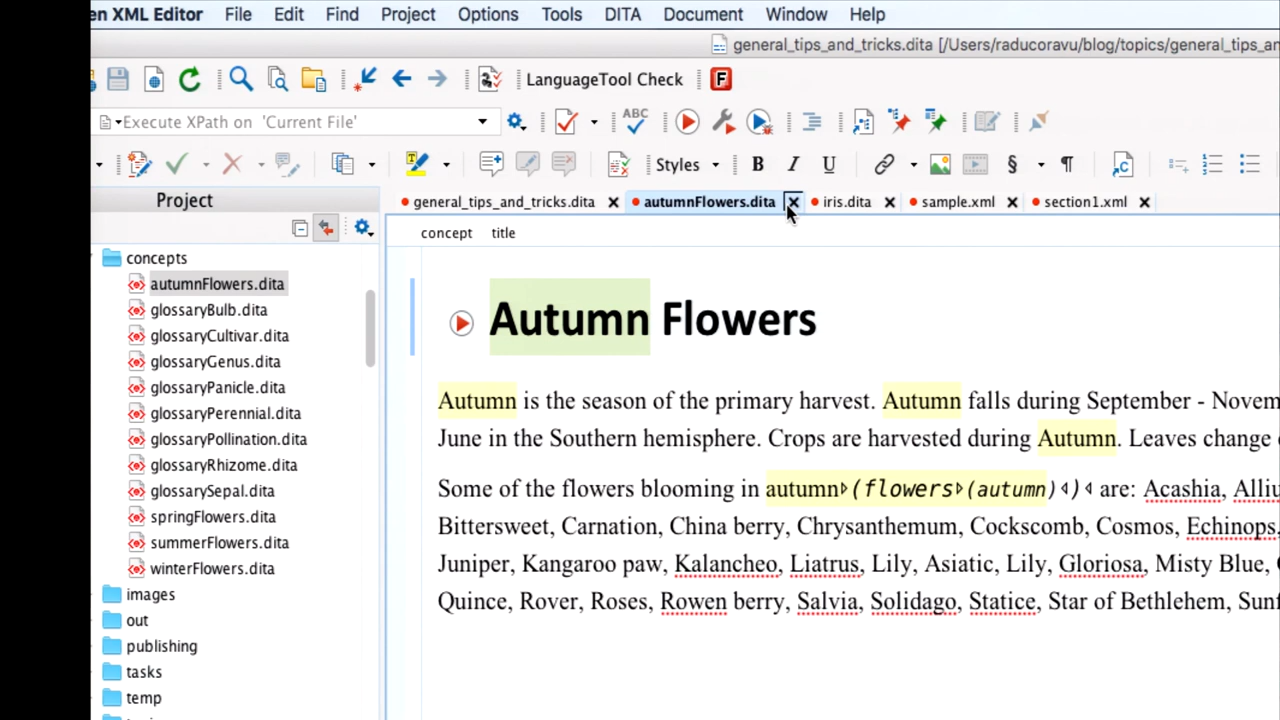 en XML Editor File Edit Find Project Options Tools DITA Document Window Help
general_tips_and_tricks.dita [/Users/raducoravu/blog/topics/general_tips_an
LanguageTool Check F
Execute XPath on 'Current File' ABC
Styles B I U § ¶
Project
general_tips_and_tricks.dita autumnFlowers.dita iris.dita sample.xml section1.xml
concept title
concepts
autumnFlowers.dita
glossaryBulb.dita
glossaryCultivar.dita
glossaryGenus.dita
glossaryPanicle.dita
glossaryPerennial.dita
glossaryPollination.dita
glossaryRhizome.dita
glossarySepal.dita
springFlowers.dita
summerFlowers.dita
winterFlowers.dita
images
out
publishing
tasks
temp
Autumn Flowers
Autumn is the season of the primary harvest. Autumn falls during September - Novem
June in the Southern hemisphere. Crops are harvested during Autumn. Leaves change
Some of the flowers blooming in autumn (flowers (autumn) ) are: Acashia, Alliu
Bittersweet, Carnation, China berry, Chrysanthemum, Cockscomb, Cosmos, Echinops,
Juniper, Kangaroo paw, Kalancheo, Liatrus, Lily, Asiatic, Lily, Gloriosa, Misty Blue,
Quince, Rover, Roses, Rowen berry, Salvia, Solidago, Statice, Star of Bethlehem, Sunf